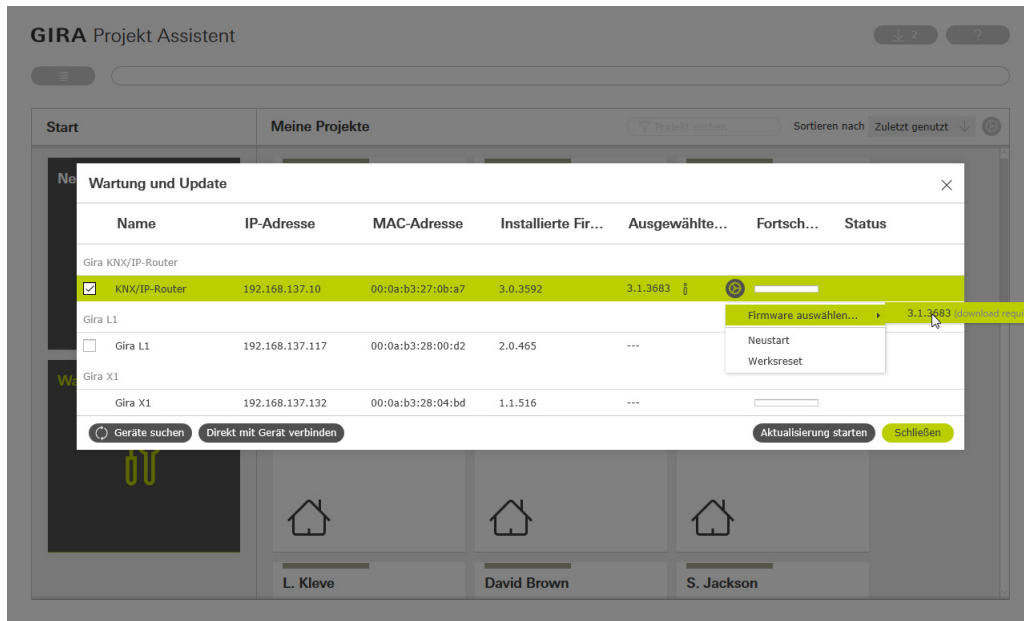 GIRA Projekt Assistent
2
?
Start
Meine Projekte
Projekt suchen
Sortieren nach
Zuletzt genutzt
Ne
Wartung und Update
Name
IP-Adresse
MAC-Adresse
Installierte Fir...
Ausgewählte...
Fortsch...
Status
Gira KNX/IP-Router
KNX/IP-Router
192.168.137.10
00:0a:b3:27:0b:a7
3.0.3592
3.1.3683
i
Firmware auswählen...
3.1.3683 (download requi
Gira L1
Neustart
Gira L1
192.168.137.117
00:0a:b3:28:00:d2
2.0.465
---
Werksreset
Wa
Gira X1
Gira X1
192.168.137.132
00:0a:b3:28:04:bd
1.1.516
---
Geräte suchen
Direkt mit Gerät verbinden
Aktualisierung starten
Schließen
L. Kleve
David Brown
S. Jackson